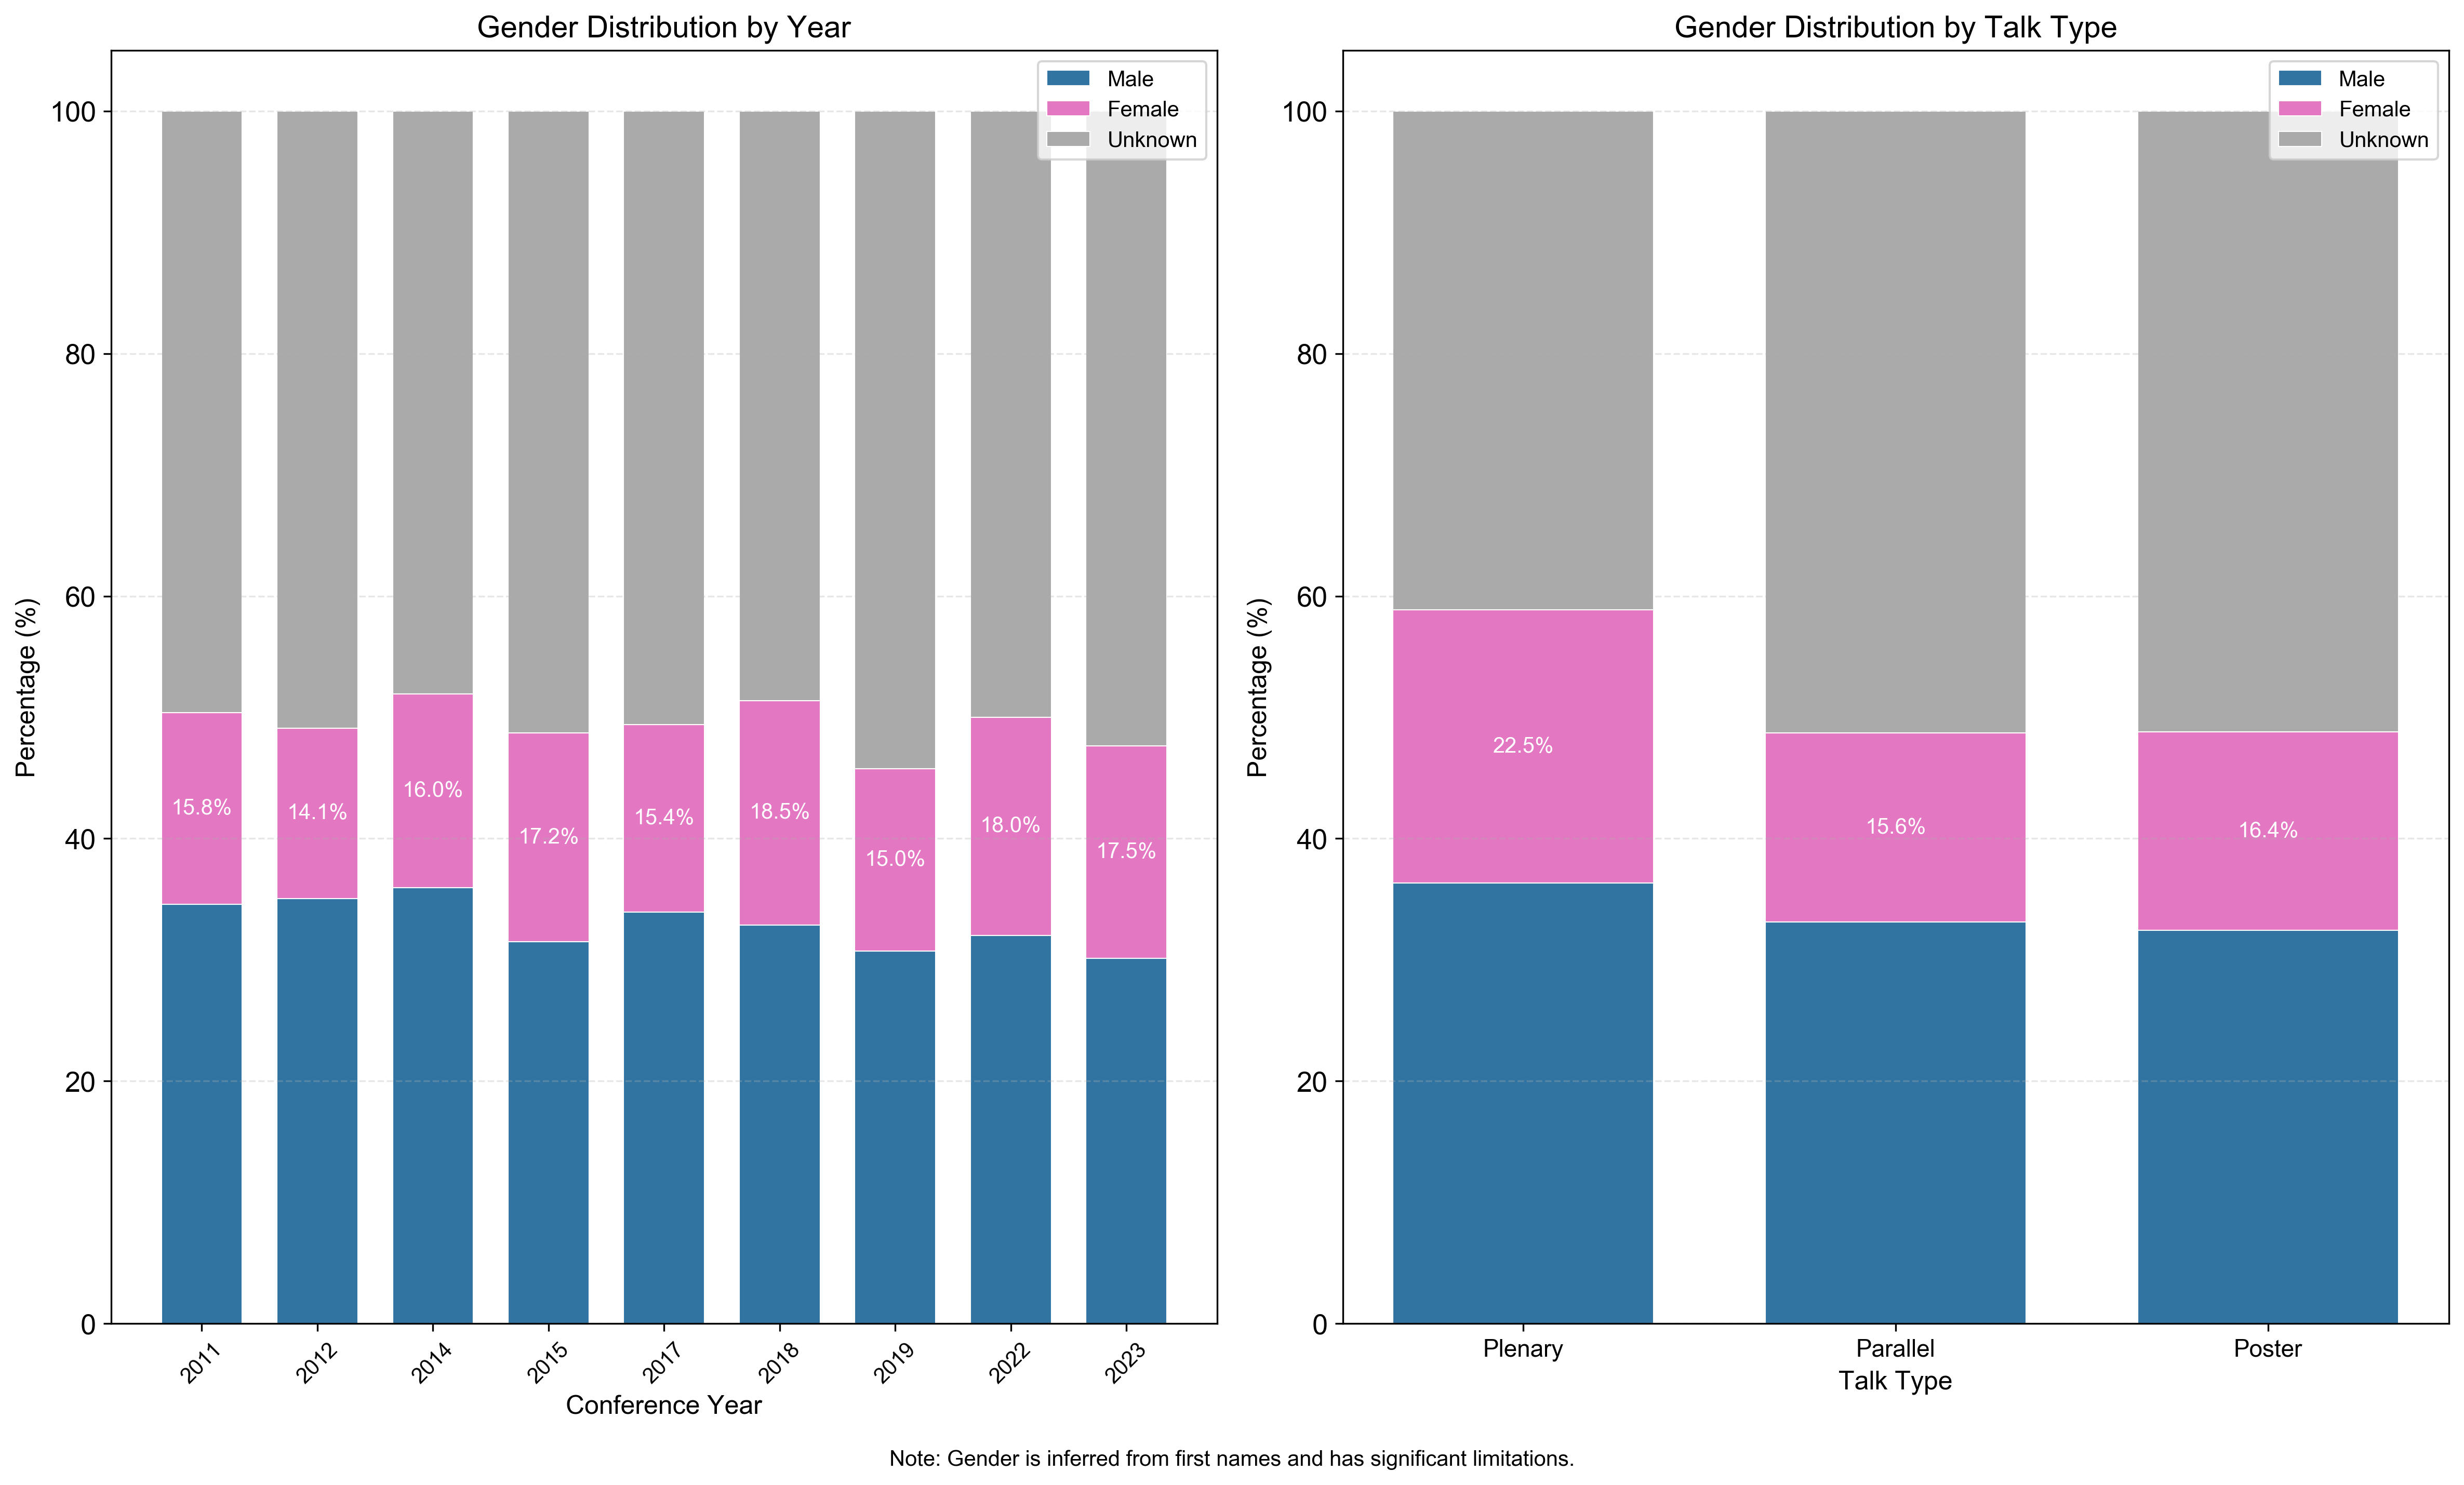 Gender Distribution by Year
Male
Female
Unknown
100
80
60
40
20
0
Percentage (%)
15.8%
14.1%
16.0%
17.2%
15.4%
18.5%
15.0%
18.0%
17.5%
2011
2012
2014
2015
2017
2018
2019
2022
2023
Conference Year
Gender Distribution by Talk Type
Male
Female
Unknown
100
80
60
40
20
0
Percentage (%)
22.5%
15.6%
16.4%
Plenary
Parallel
Poster
Talk Type
Note: Gender is inferred from first names and has significant limitations.